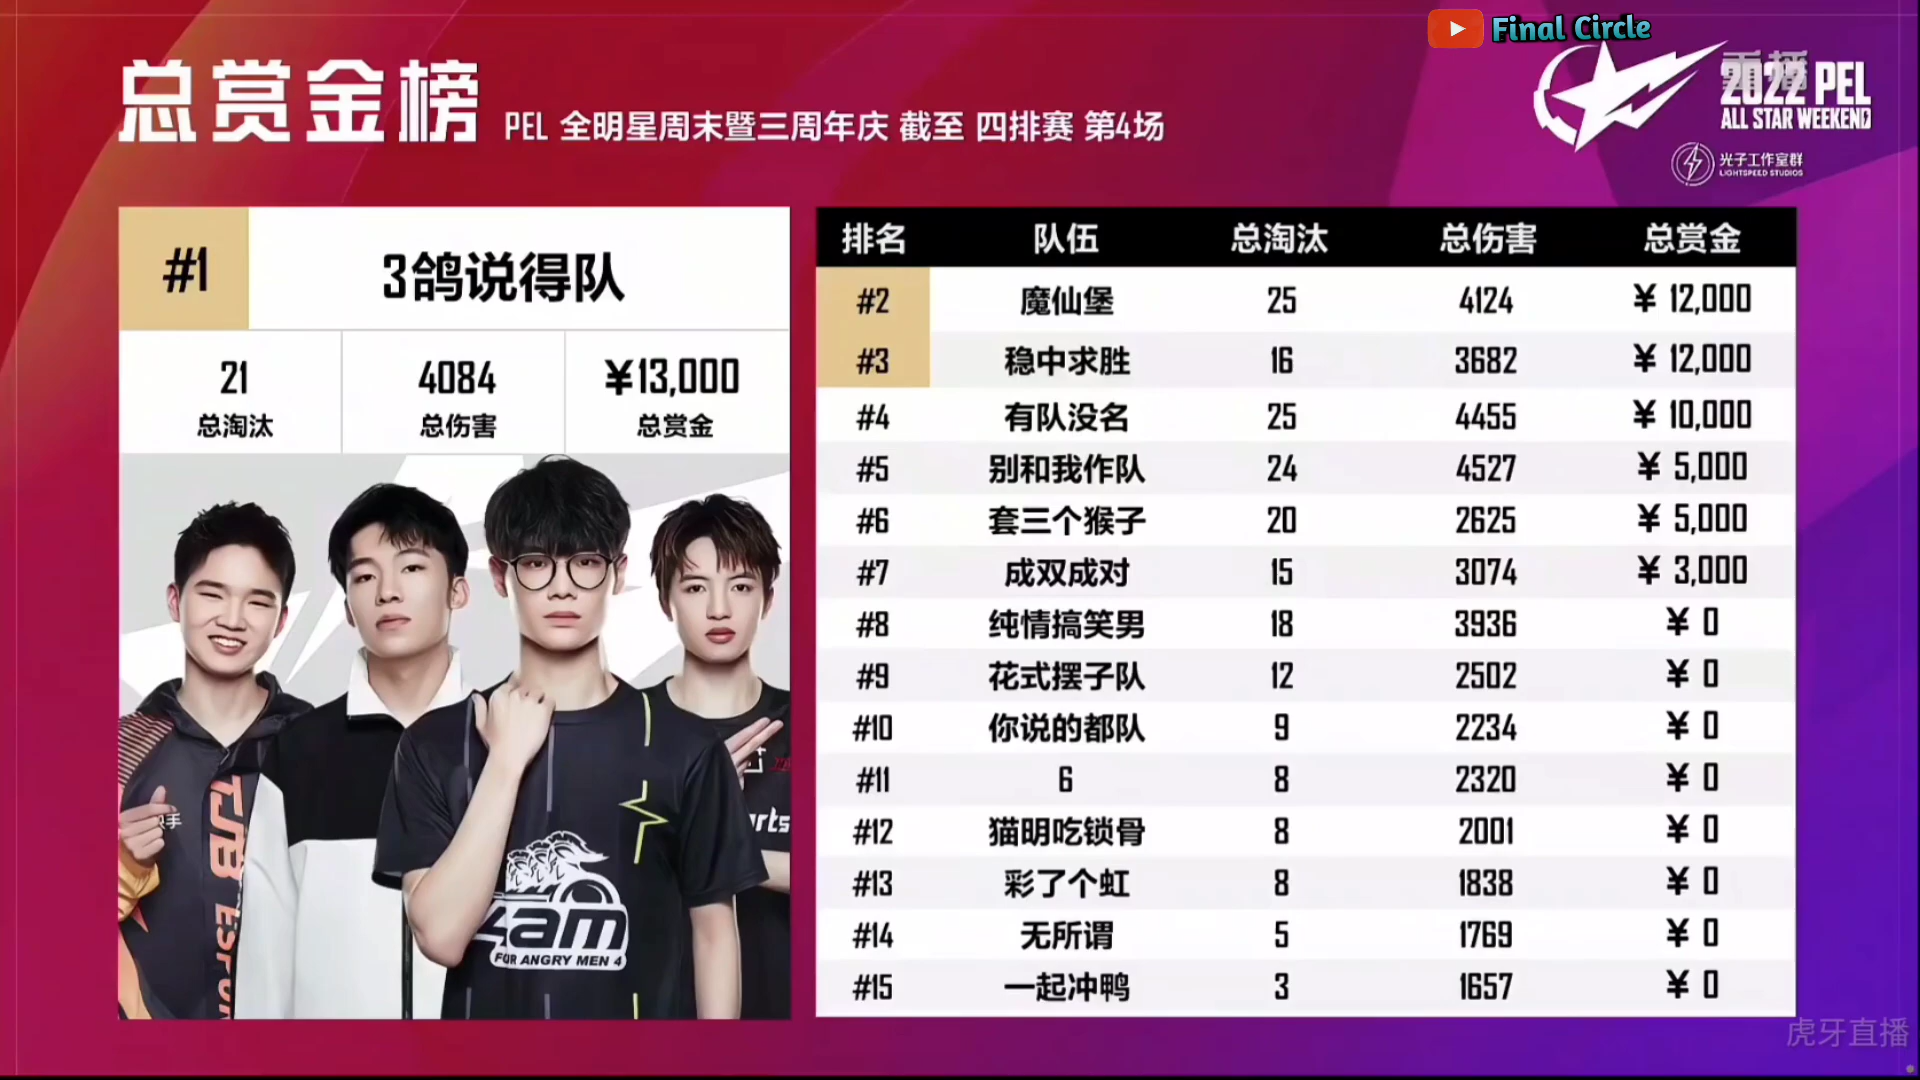 Final Circle
总赏金榜 PEL 全明星周末暨三周年庆 截至 四排赛 第4场
重播
2022 PEL
ALL STAR WEEKEND
光子工作室群
LIGHTSPEED STUDIOS
#1 3鸽说得队
21 4084 ¥13,000
总淘汰 总伤害 总赏金
快手
TJB ESPOR
4am
FOR ANGRY MEN 4
rts
排名 队伍 总淘汰 总伤害 总赏金
#2 魔仙堡 25 4124 ¥ 12,000
#3 稳中求胜 16 3682 ¥ 12,000
#4 有队没名 25 4455 ¥ 10,000
#5 别和我作队 24 4527 ¥ 5,000
#6 套三个猴子 20 2625 ¥ 5,000
#7 成双成对 15 3074 ¥ 3,000
#8 纯情搞笑男 18 3936 ¥ 0
#9 花式摆子队 12 2502 ¥ 0
#10 你说的都队 9 2234 ¥ 0
#11 6 8 2320 ¥ 0
#12 猫明吃锁骨 8 2001 ¥ 0
#13 彩了个虹 8 1838 ¥ 0
#14 无所谓 5 1769 ¥ 0
#15 一起冲鸭 3 1657 ¥ 0
虎牙直播